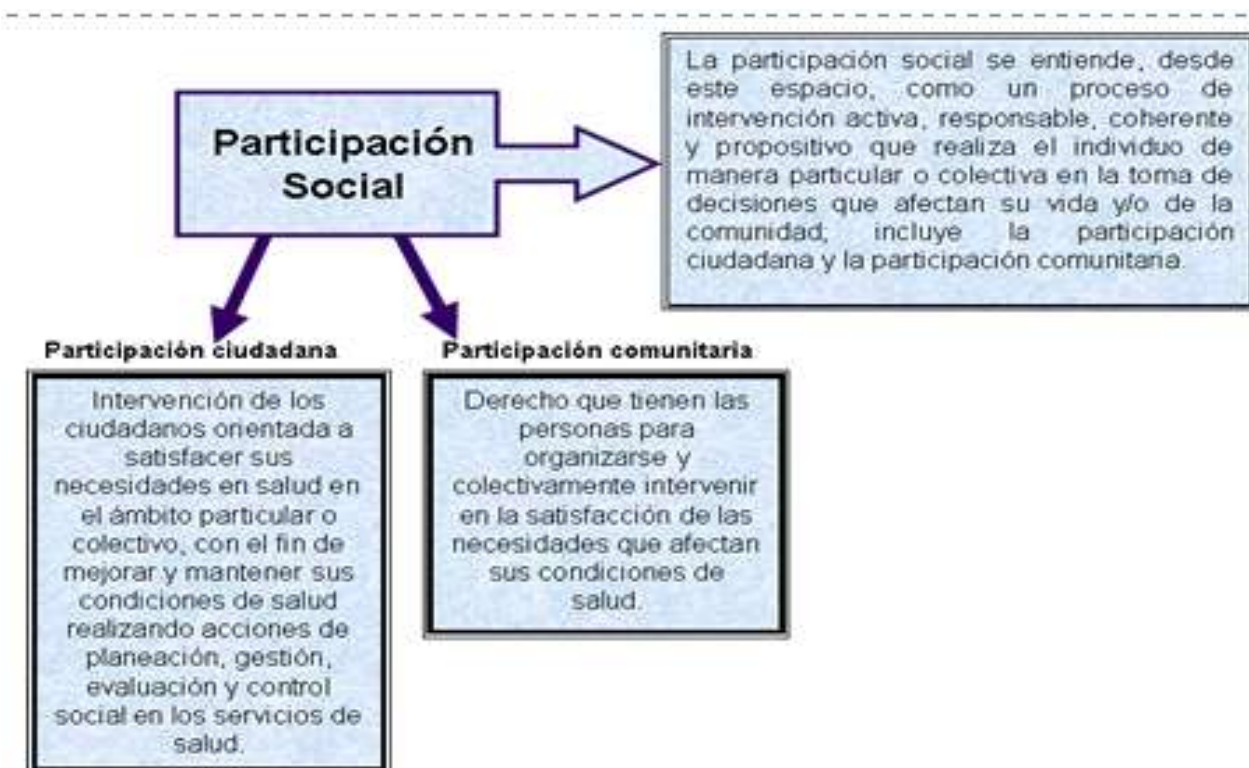 Participación
Social
La participación social se entiende, desde
este espacio, como un proceso de
intervención activa, responsable, coherente
y propositivo que realiza el individuo de
manera particular o colectiva en la toma de
decisiones que afectan su vida y/o de la
comunidad; incluye la participación
ciudadana y la participación comunitaria.
Participación ciudadana
Intervención de los
ciudadanos orientada a
satisfacer sus
necesidades en salud en
el ámbito particular o
colectivo, con el fin de
mejorar y mantener sus
condiciones de salud
realizando acciones de
planeación, gestión,
evaluación y control
social en los servicios de
salud.
Participación comunitaria
Derecho que tienen las
personas para
organizarse y
colectivamente intervenir
en la satisfacción de las
necesidades que afectan
sus condiciones de
salud.